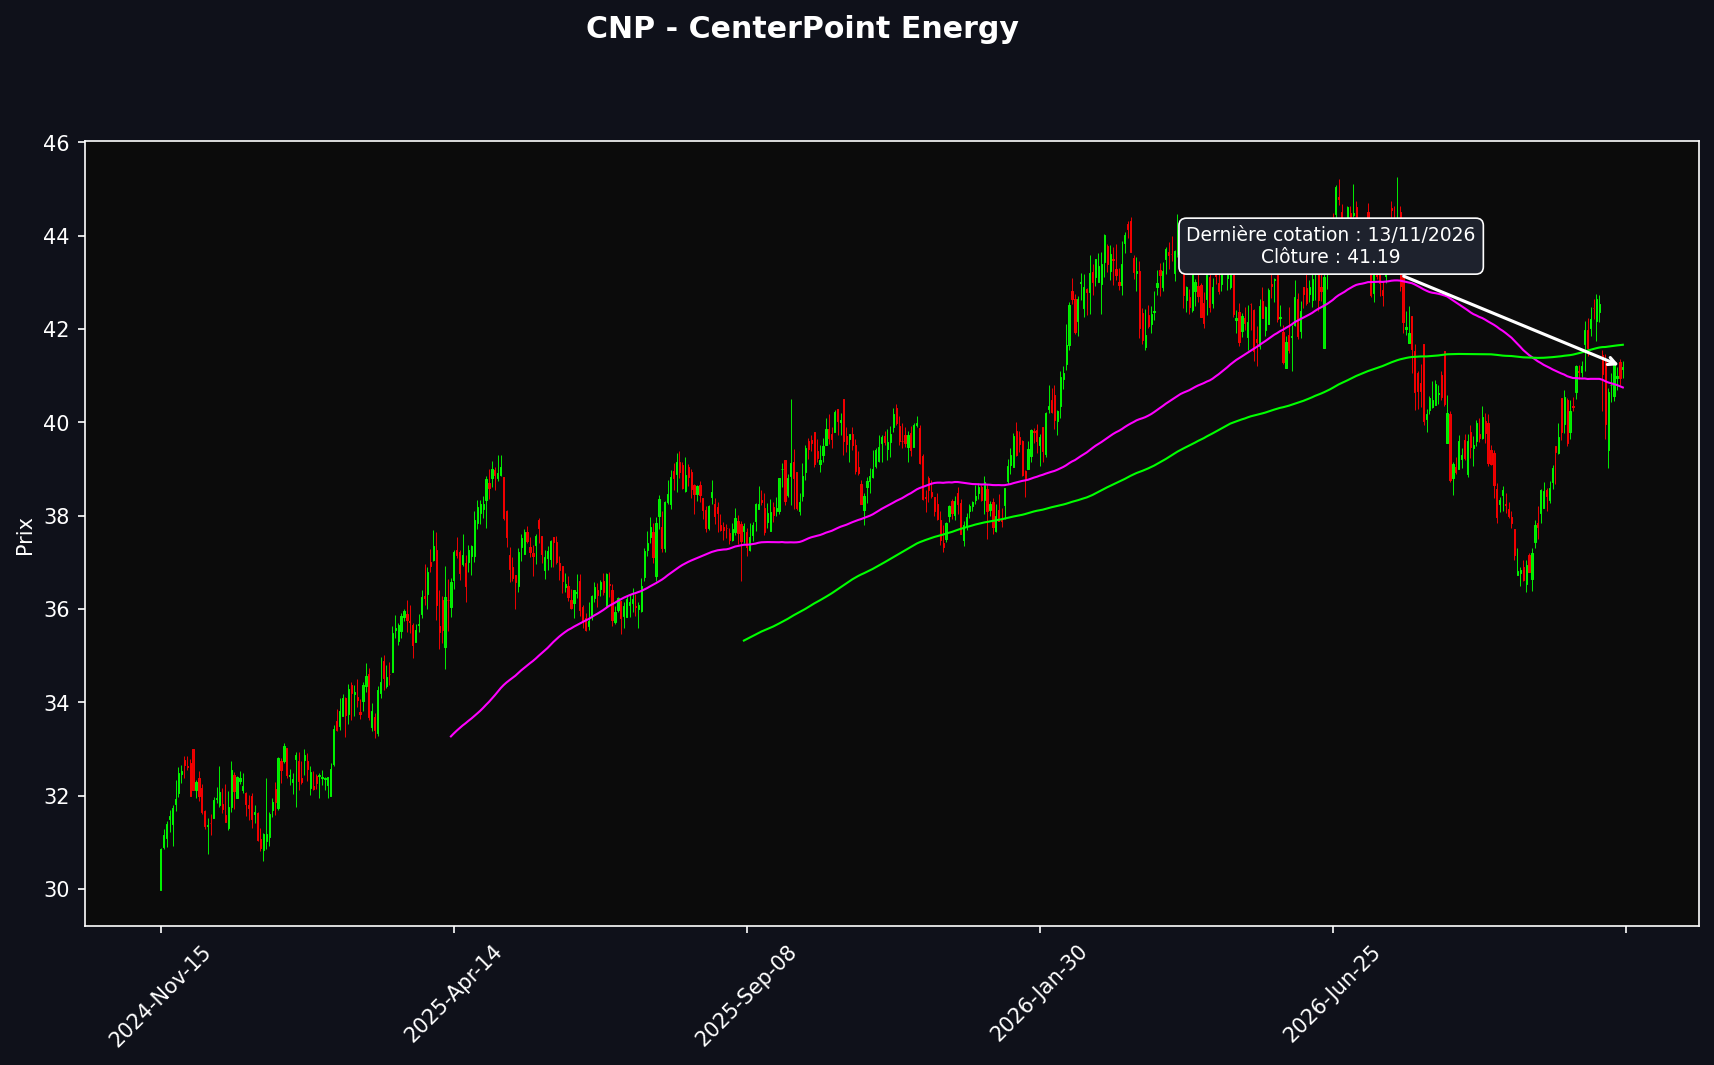 CNP - CenterPoint Energy
Prix
46
44
42
40
38
36
34
32
30
Dernière cotation : 13/11/2026
Clôture : 41.19
2024-Nov-15
2025-Apr-14
2025-Sep-08
2026-Jan-30
2026-Jun-25